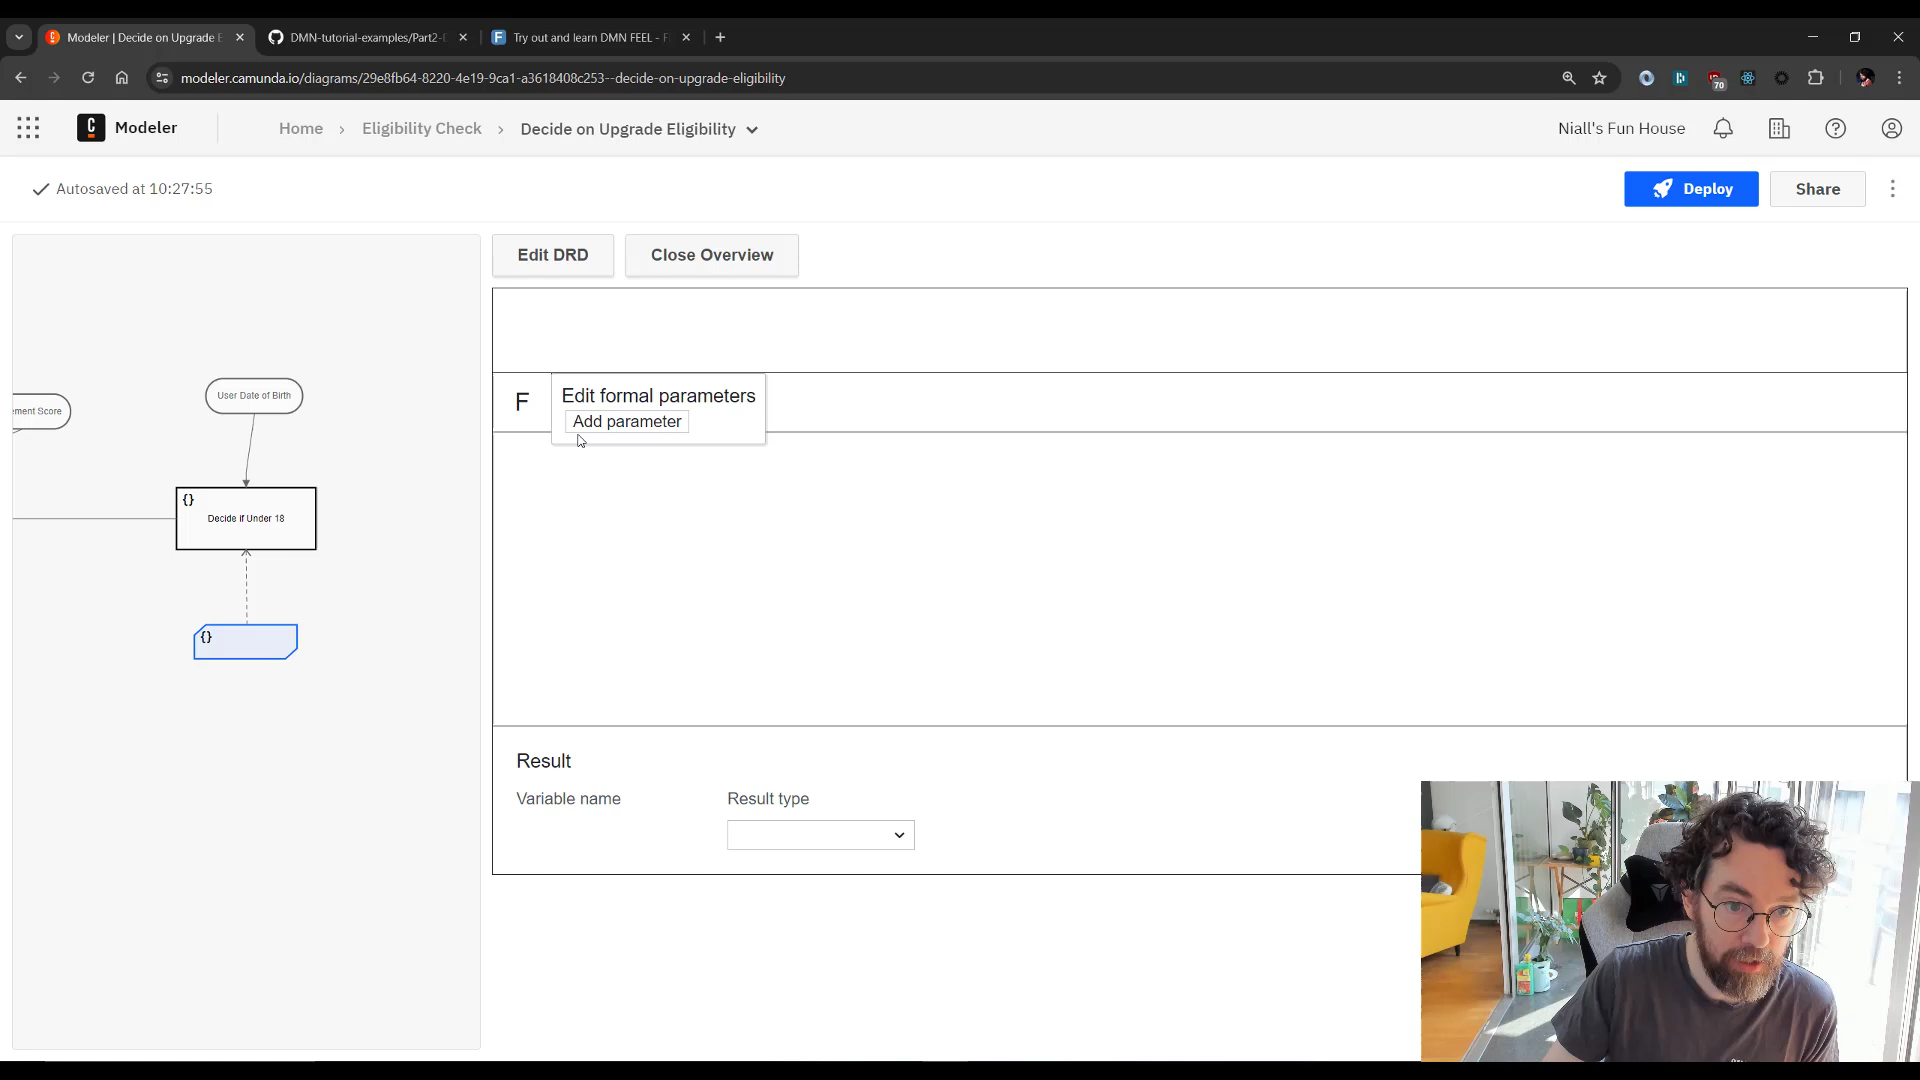 Modeler | Decide on Upgrade E
DMN-tutorial-examples/Part2-D
Try out and learn DMN FEEL - F
modeler.camunda.io/diagrams/29e8fb64-8220-4e19-9ca1-a3618408c253--decide-on-upgrade-eligibility
70
Modeler
Home › Eligibility Check › Decide on Upgrade Eligibility
Niall's Fun House
Autosaved at 10:27:55
Deploy
Share
Edit DRD
Close Overview
F
Edit formal parameters
Add parameter
User Date of Birth
ement Score
{}
Decide if Under 18
{}
Result
Variable name
Result type